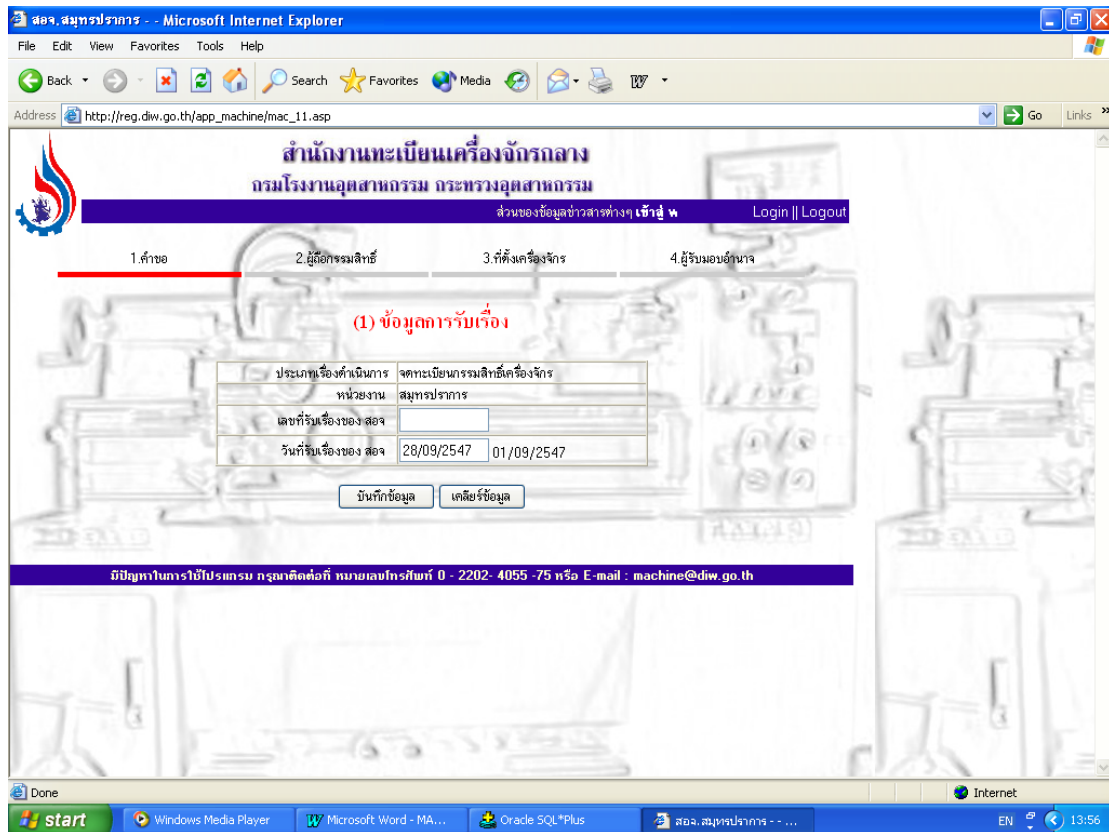 สอจ.สมุทรปราการ - - Microsoft Internet Explorer
File Edit View Favorites Tools Help
Back Search Favorites Media
Address http://reg.diw.go.th/app_machine/mac_11.asp Go Links »
สำนักงานทะเบียนเครื่องจักรกลาง
กรมโรงงานอุตสาหกรรม กระทรวงอุตสาหกรรม
ส่วนของข้อมูลข่าวสารต่างๆ เข้าสู่ ห Login || Logout
1.คำขอ 2.ผู้ถือกรรมสิทธิ์ 3.ที่ตั้งเครื่องจักร 4.ผู้รับมอบอำนาจ
(1) ข้อมูลการรับเรื่อง
ประเภทเรื่องดำเนินการ จดทะเบียนกรรมสิทธิ์เครื่องจักร
หน่วยงาน สมุทรปราการ
เลขที่รับเรื่องของ สอจ
วันที่รับเรื่องของ สอจ 28/09/2547 01/09/2547
บันทึกข้อมูล เคลียร์ข้อมูล
มีปัญหาในการใช้โปรแกรม กรุณาติดต่อที่ หมายเลขโทรศัพท์ 0 - 2202- 4055 -75 หรือ E-mail : machine@diw.go.th
Done Internet
start Windows Media Player Microsoft Word - MA... Oracle SQL*Plus สอจ.สมุทรปราการ - - ... EN 13:56